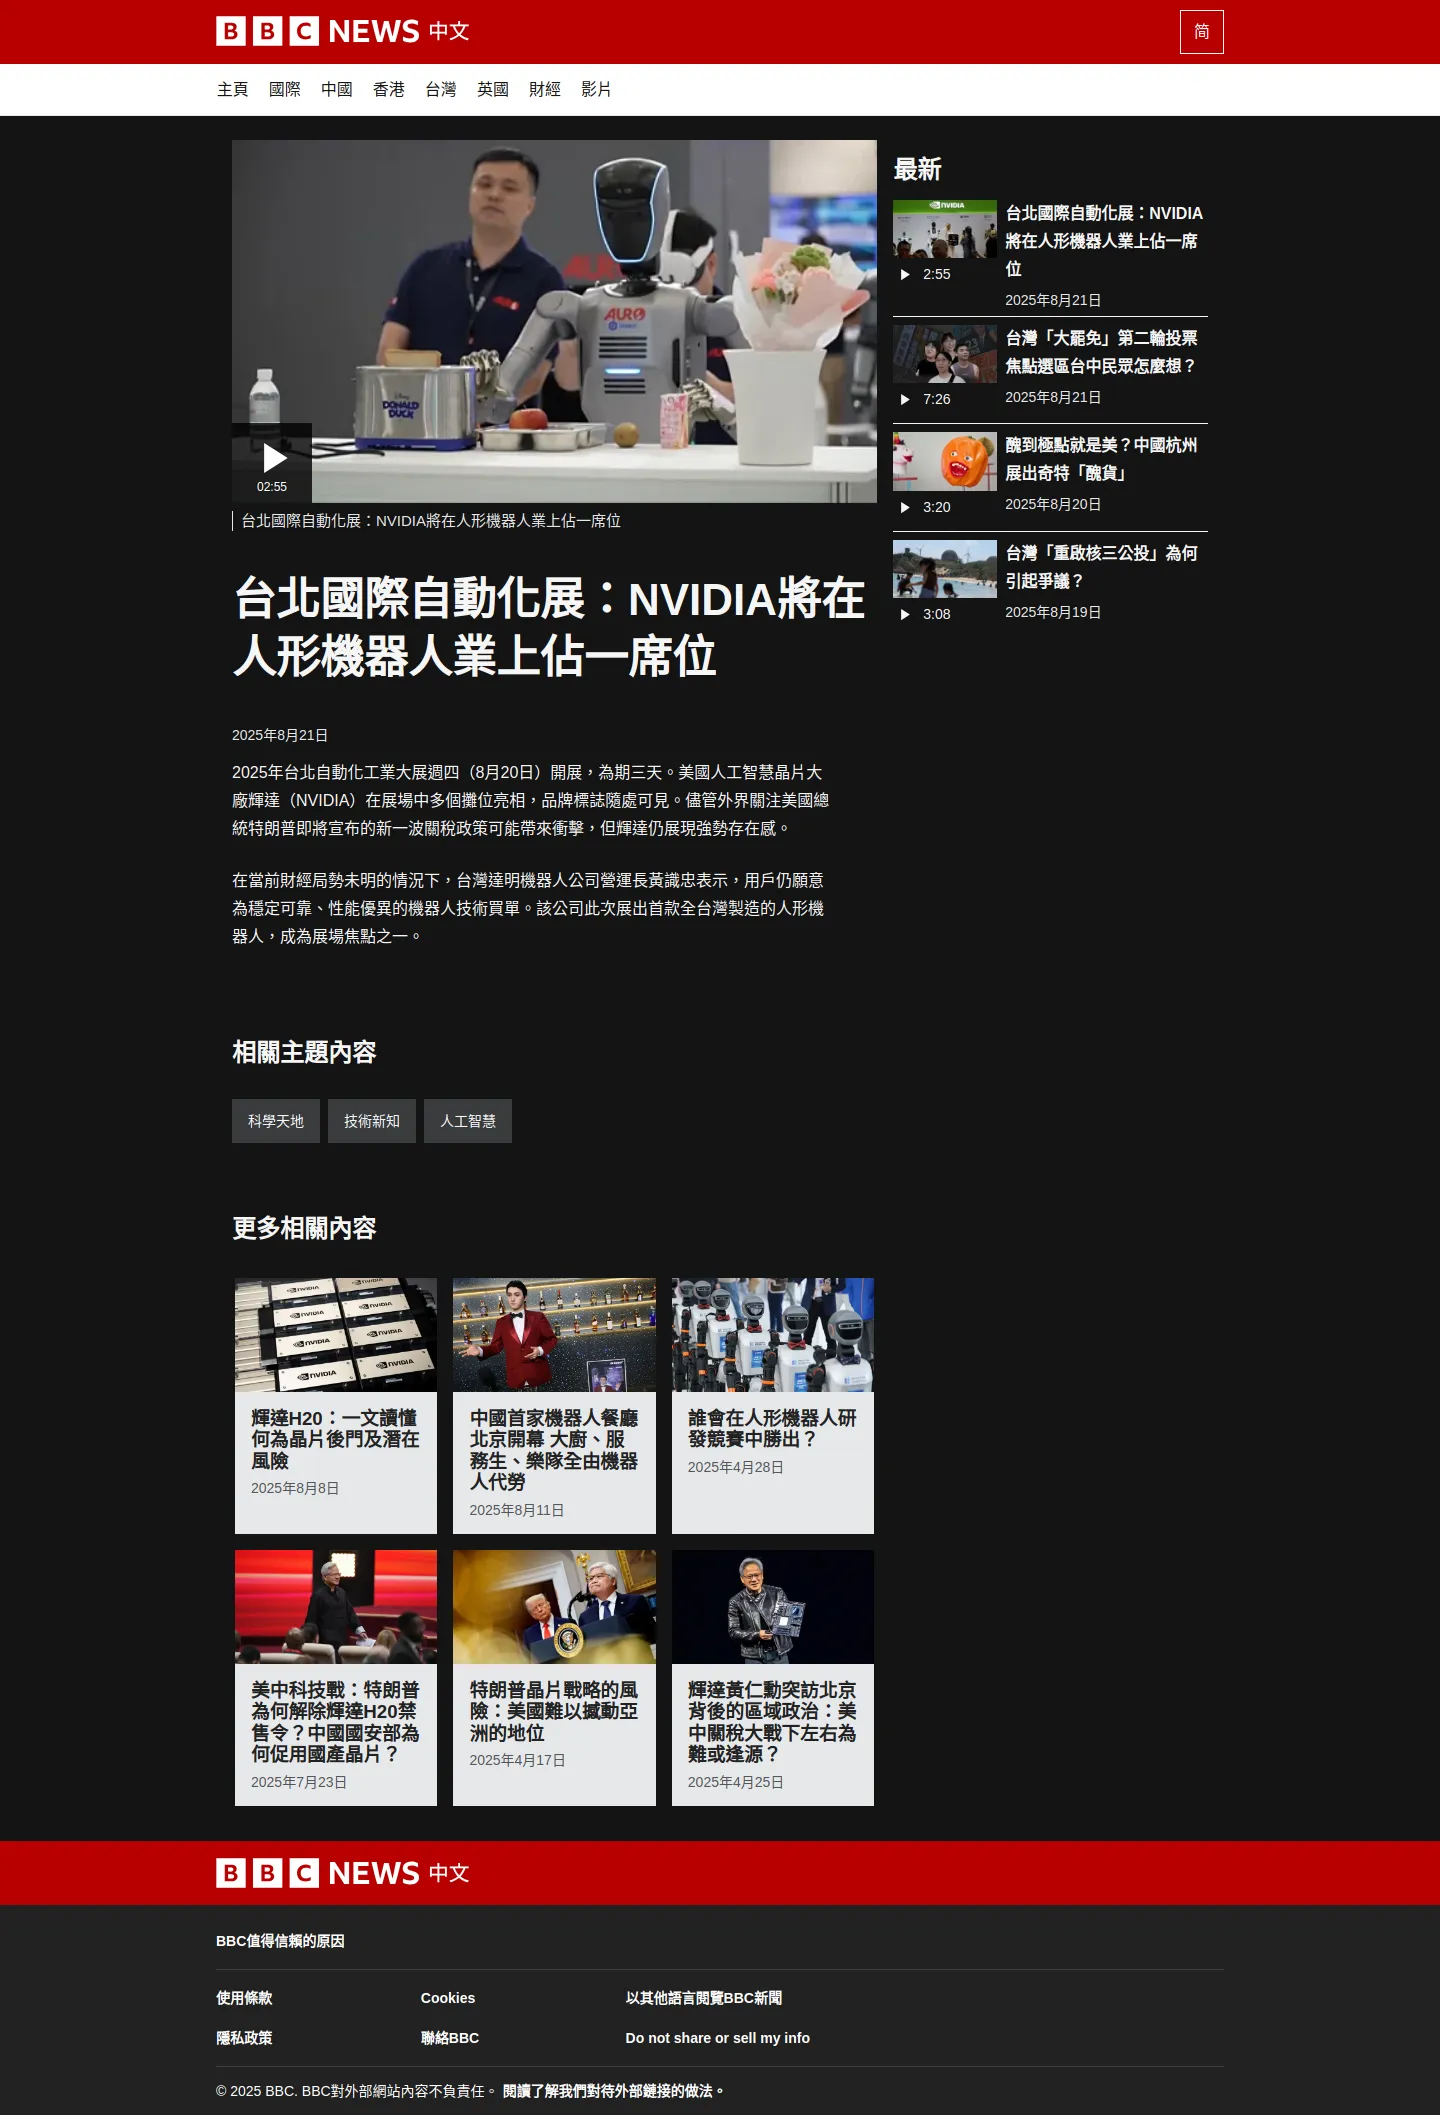 BBC NEWS 中文
简
主頁 國際 中國 香港 台灣 英國 財經 影片
AURO
DONALD DUCK
02:55
台北國際自動化展：NVIDIA將在人形機器人業上佔一席位
台北國際自動化展：NVIDIA將在
人形機器人業上佔一席位
2025年8月21日
2025年台北自動化工業大展週四（8月20日）開展，為期三天。美國人工智慧晶片大
廠輝達（NVIDIA）在展場中多個攤位亮相，品牌標誌隨處可見。儘管外界關注美國總
統特朗普即將宣布的新一波關稅政策可能帶來衝擊，但輝達仍展現強勢存在感。
在當前財經局勢未明的情況下，台灣達明機器人公司營運長黃識忠表示，用戶仍願意
為穩定可靠、性能優異的機器人技術買單。該公司此次展出首款全台灣製造的人形機
器人，成為展場焦點之一。
最新
NVIDIA
台北國際自動化展：NVIDIA
將在人形機器人業上佔一席
位
2:55
2025年8月21日
台灣「大罷免」第二輪投票
焦點選區台中民眾怎麼想？
7:26
2025年8月21日
醜到極點就是美？中國杭州
展出奇特「醜貨」
3:20
2025年8月20日
台灣「重啟核三公投」為何
引起爭議？
3:08
2025年8月19日
相關主題內容
科學天地
技術新知
人工智慧
更多相關內容
NVIDIA
NVIDIA
NVIDIA
NVIDIA
NVIDIA
NVIDIA
NVIDIA
NVIDIA
輝達H20：一文讀懂
何為晶片後門及潛在
風險
2025年8月8日
中國首家機器人餐廳
北京開幕 大廚、服
務生、樂隊全由機器
人代勞
2025年8月11日
誰會在人形機器人研
發競賽中勝出？
2025年4月28日
美中科技戰：特朗普
為何解除輝達H20禁
售令？中國國安部為
何促用國產晶片？
2025年7月23日
特朗普晶片戰略的風
險：美國難以撼動亞
洲的地位
2025年4月17日
輝達黃仁勳突訪北京
背後的區域政治：美
中關稅大戰下左右為
難或逢源？
2025年4月25日
BBC NEWS 中文
BBC值得信賴的原因
使用條款
Cookies
以其他語言閱覽BBC新聞
隱私政策
聯絡BBC
Do not share or sell my info
© 2025 BBC. BBC對外部網站內容不負責任。 閱讀了解我們對待外部鏈接的做法。